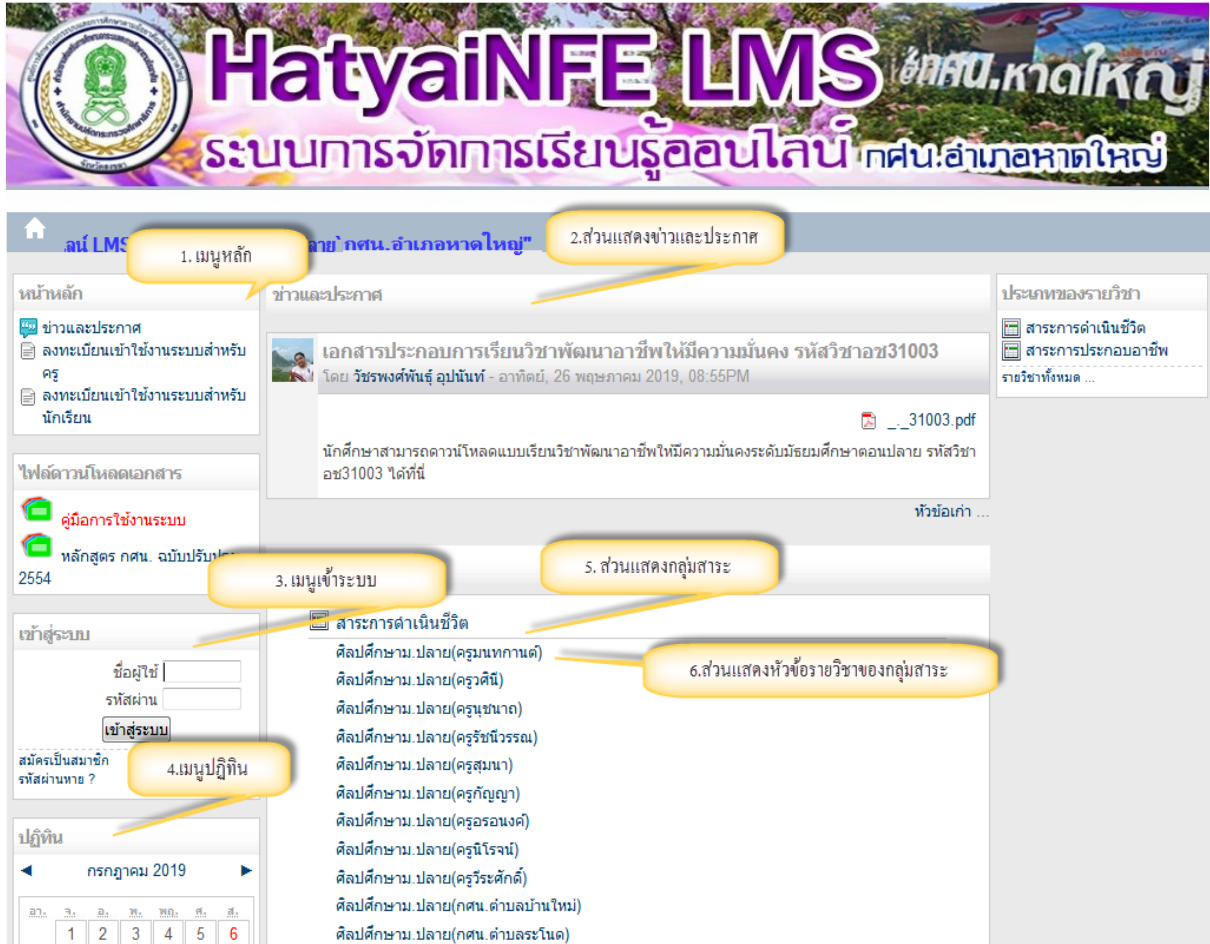 HatyaiNFE LMS
ระบบการจัดการเรียนรู้ออนไลน์ กศน.อำเภอหาดใหญ่
กศน.หาดใหญ่
ลน์ LMS
ลาย`กศน.อำเภอหาดใหญ่"
1. เมนูหลัก
2.ส่วนแสดงข่าวและประกาศ
หน้าหลัก
ข่าวและประกาศ
ลงทะเบียนเข้าใช้งานระบบสำหรับ
ครู
ลงทะเบียนเข้าใช้งานระบบสำหรับ
นักเรียน
ไฟล์ดาวน์โหลดเอกสาร
คู่มือการใช้งานระบบ
หลักสูตร กศน. ฉบับปรับปรุง
2554
3. เมนูเข้าระบบ
เข้าสู่ระบบ
ชื่อผู้ใช้
รหัสผ่าน
เข้าสู่ระบบ
สมัครเป็นสมาชิก
รหัสผ่านหาย ?
4.เมนูปฏิทิน
ปฏิทิน
◄ กรกฎาคม 2019 ►
อา. จ. อ. พ. พฤ. ศ. ส.
1 2 3 4 5 6
ข่าวและประกาศ
เอกสารประกอบการเรียนวิชาพัฒนาอาชีพให้มีความมั่นคง รหัสวิชาอช31003
โดย วัชรพงศ์พันธุ์ อุปนันท์ - อาทิตย์, 26 พฤษภาคม 2019, 08:55PM
_._31003.pdf
นักศึกษาสามารถดาวน์โหลดแบบเรียนวิชาพัฒนาอาชีพให้มีความมั่นคงระดับมัธยมศึกษาตอนปลาย รหัสวิชา
อช31003 ได้ที่นี่
หัวข้อเก่า ...
5. ส่วนแสดงกลุ่มสาระ
สาระการดำเนินชีวิต
ศิลปศึกษาม.ปลาย(ครูมนทกานต์)
6.ส่วนแสดงหัวข้อรายวิชาของกลุ่มสาระ
ศิลปศึกษาม.ปลาย(ครูวศินี)
ศิลปศึกษาม.ปลาย(ครูนุชนาถ)
ศิลปศึกษาม.ปลาย(ครูรัชนีวรรณ)
ศิลปศึกษาม.ปลาย(ครูสุมนา)
ศิลปศึกษาม.ปลาย(ครูกัญญา)
ศิลปศึกษาม.ปลาย(ครูอรอนงค์)
ศิลปศึกษาม.ปลาย(ครูนิโรจน์)
ศิลปศึกษาม.ปลาย(ครูวีระศักดิ์)
ศิลปศึกษาม.ปลาย(กศน.ตำบลบ้านใหม่)
ศิลปศึกษาม.ปลาย(กศน.ตำบลระโนด)
ประเภทของรายวิชา
สาระการดำเนินชีวิต
สาระการประกอบอาชีพ
รายวิชาทั้งหมด ...